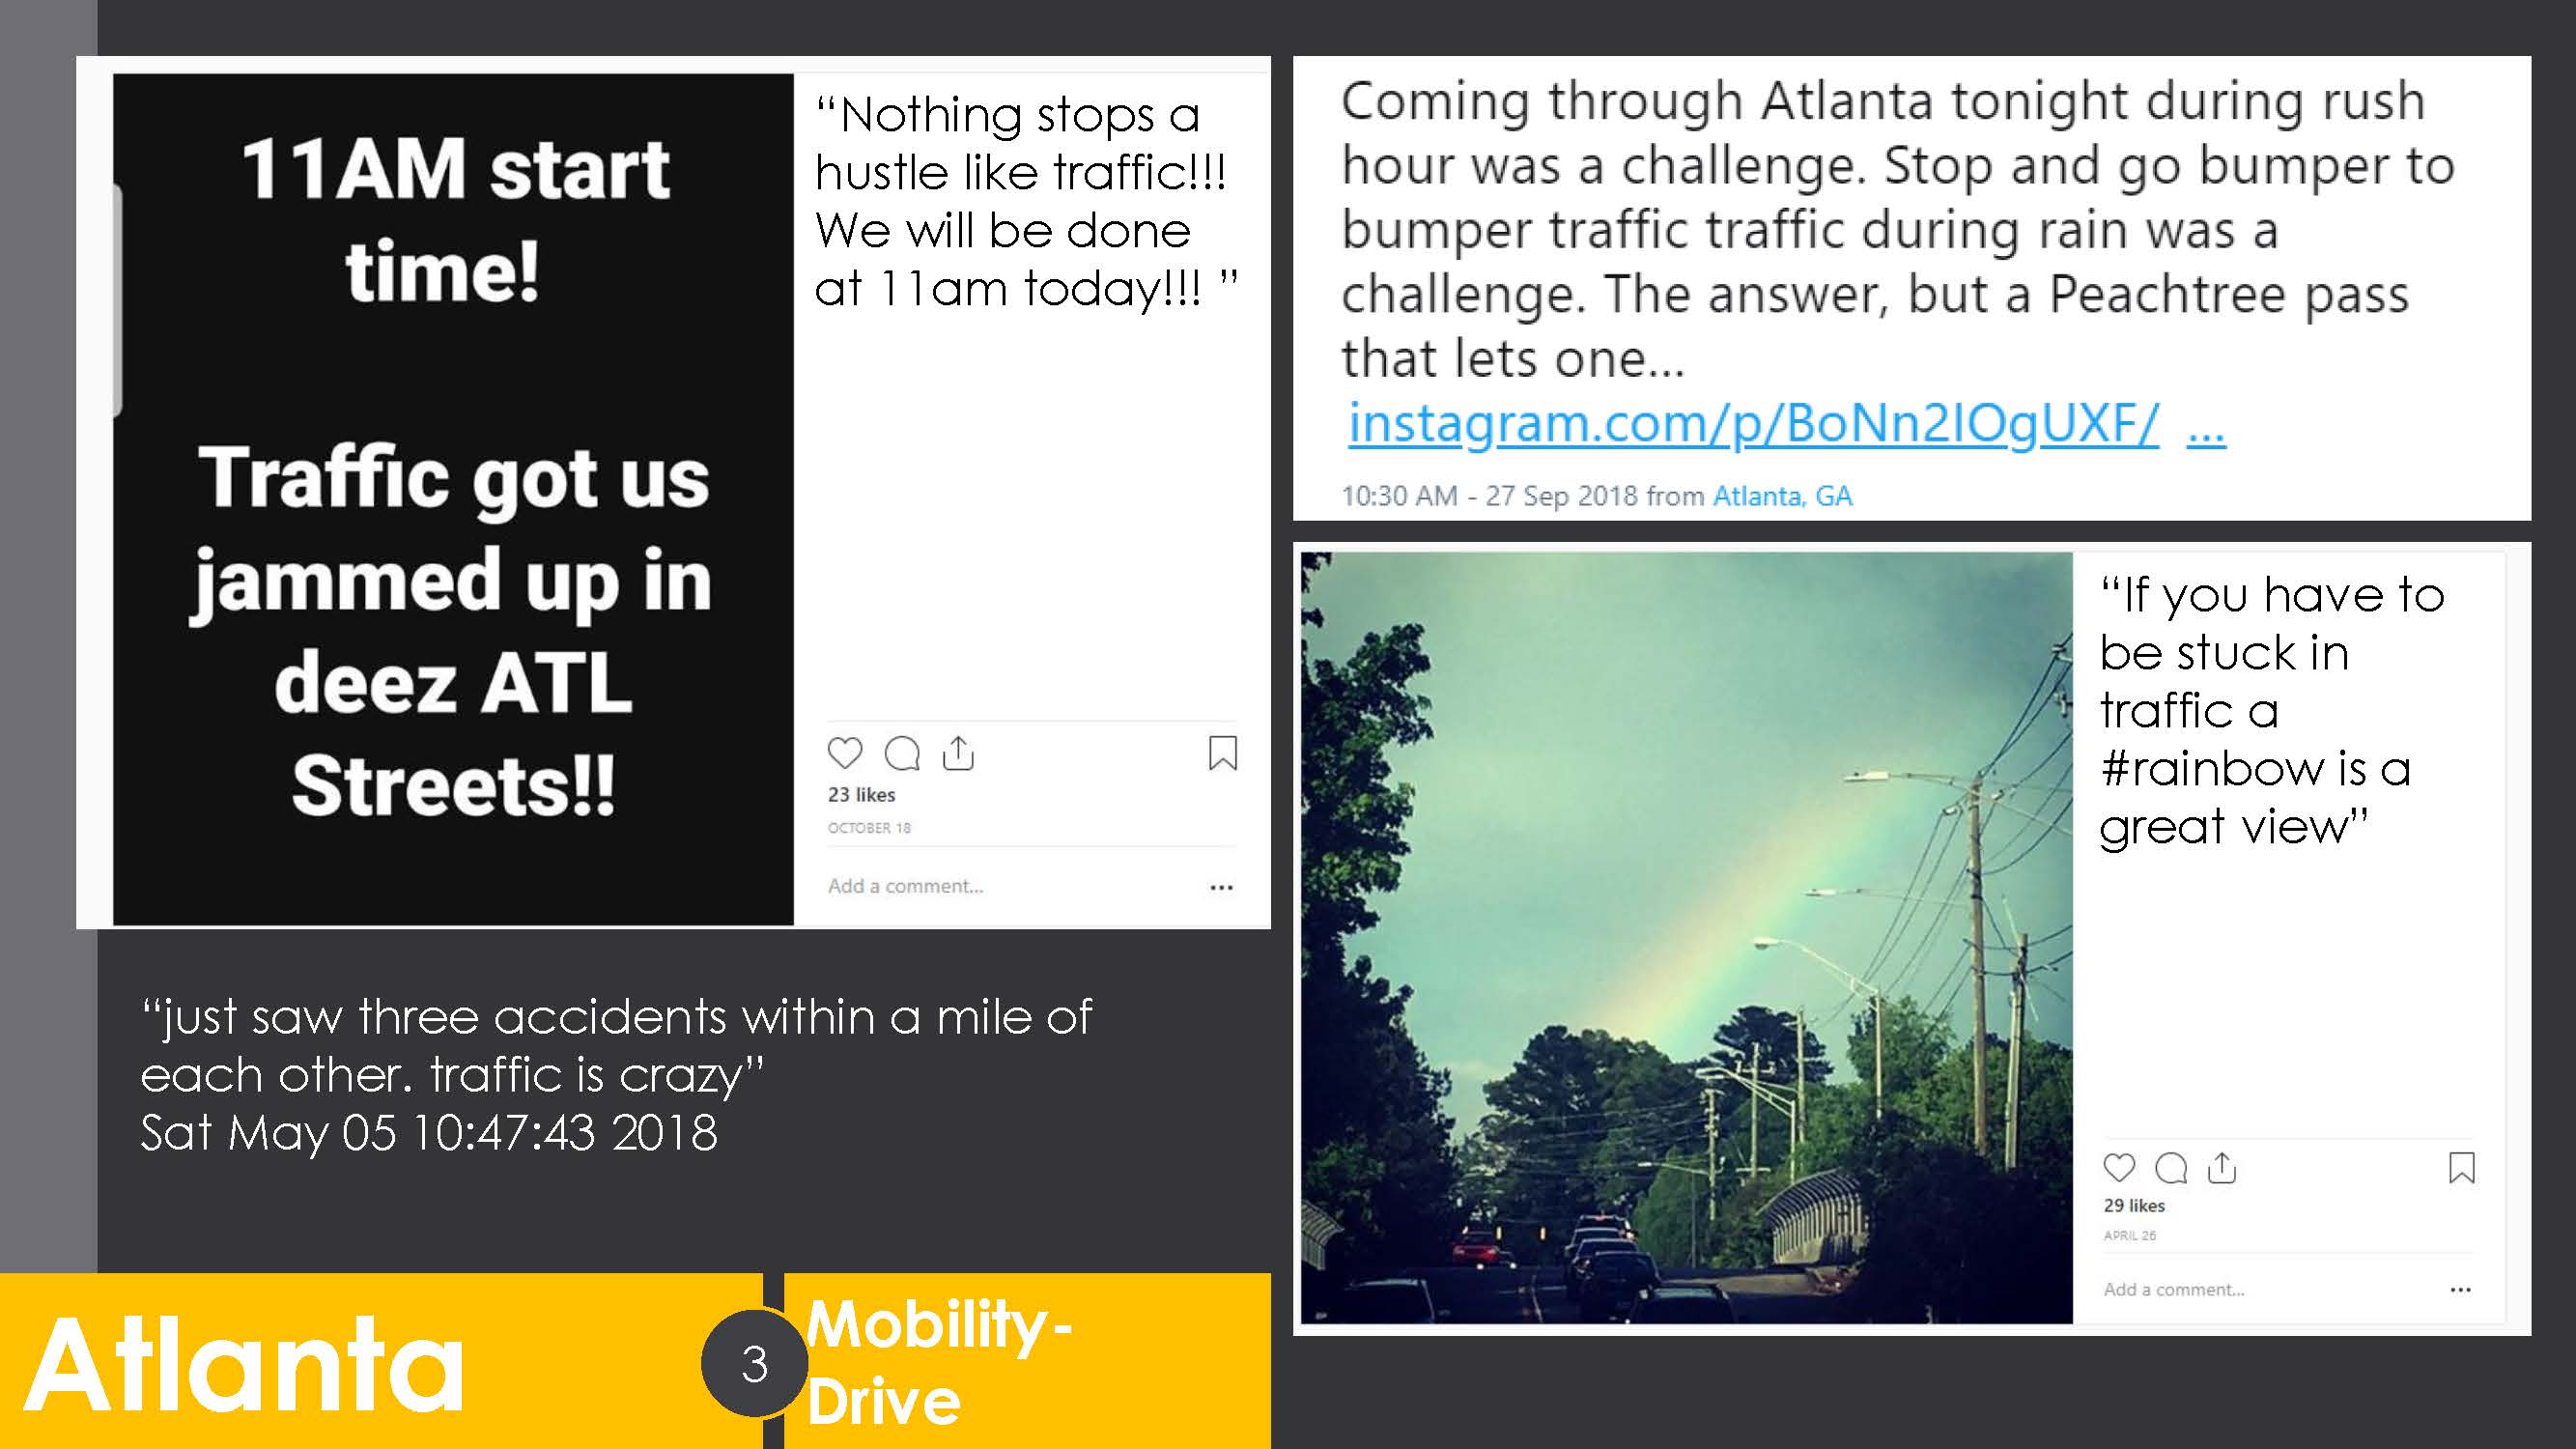 11AM start
time!
Traffic got us
jammed up in
deez ATL
Streets!!
“Nothing stops a
hustle like traffic!!!
We will be done
at 11am today!!! ”
23 likes
OCTOBER 18
Add a comment...
Coming through Atlanta tonight during rush
hour was a challenge. Stop and go bumper to
bumper traffic traffic during rain was a
challenge. The answer, but a Peachtree pass
that lets one...
instagram.com/p/BoNn2IOgUXF/ ...
10:30 AM - 27 Sep 2018 from Atlanta, GA
“If you have to
be stuck in
traffic a
#rainbow is a
great view”
29 likes
APRIL 26
Add a comment...
“just saw three accidents within a mile of
each other. traffic is crazy”
Sat May 05 10:47:43 2018
Atlanta
3
Mobility-
Drive